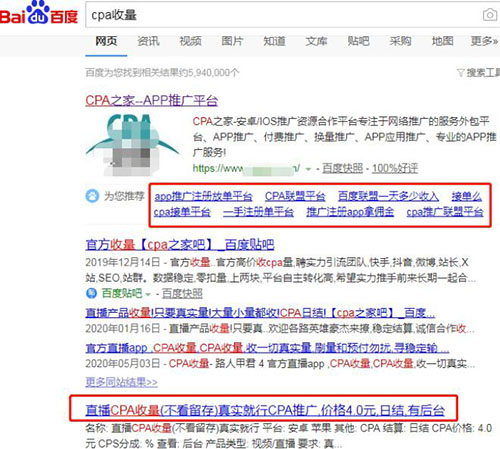 Bai du 百度
cpa收量
网页 资讯 视频 图片 知道 文库 贴吧 采购 地图 更多»
百度为您找到相关结果约5,940,000个
搜索工具
CPA之家--APP推广平台
CPA
CPA之家-安卓/IOS推广资源合作平台专注于网络推广的服务外包平
台、APP推广、付费推广、换量推广、APP应用推广、专业的APP推
广服务!
https://www. - 百度快照 - 100%好评
为您推荐
app推广注册放单平台 CPA联盟平台 百度联盟一天多少收入 接单么
cpa接单平台 一手注册单平台 推广注册app拿佣金 cpa推广联盟平台
官方收量【cpa之家吧】_百度贴吧
2019年12月14日 - 官方收量..官方高价收cpa量,骋实力引流团队,快手,抖音,微博,站长,X
站,SEO,站群。数据稳定,零扣量.上两块,平台自主转化高,希望实力推手前来长期一起合...
百度贴吧 - 百度快照
直播产品收量!只要真实量!大量小量都收!CPA日结!【cpa之家吧】_百度...
2020年01月16日 - 直播产品收量!只要真...欢迎各路英雄豪杰来撩,稳定结算,诚信合作收...
官方直播app ,CPA收量,CPA收量,收一切真实量,刷量和预付勿扰,寻稳定输 ...
2020年05月03日 - CPA收量- 路人甲君 4 官方直播app ,CPA收量,CPA收量,收一切真实...
更多同站结果>>
直播CPA收量(不看留存)真实就行CPA推广,价格4.0元,日结,有后台
名称: 直播CPA收量(不看留存)真实就行 平台: 安卓 苹果 其他: CPA 结算: 日结 CPA价格: 4.
0元 CPS分成: % 查看: 后台 产品类型: 视频/直播 要求: 真...